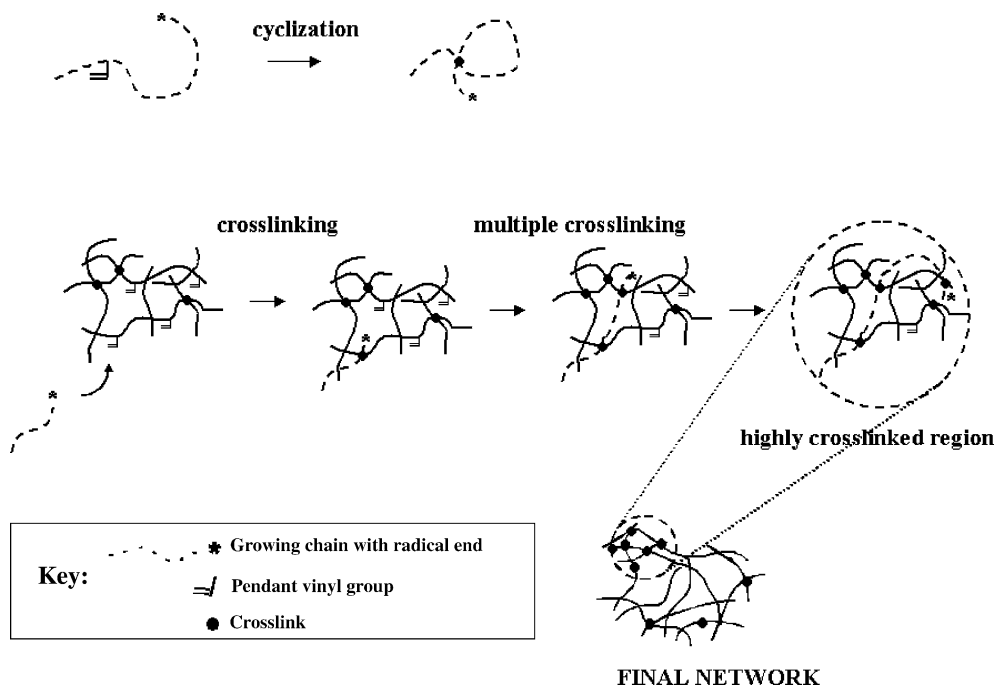 cyclization
crosslinking
multiple crosslinking
highly crosslinked region
Key:
Growing chain with radical end
Pendant vinyl group
Crosslink
FINAL NETWORK